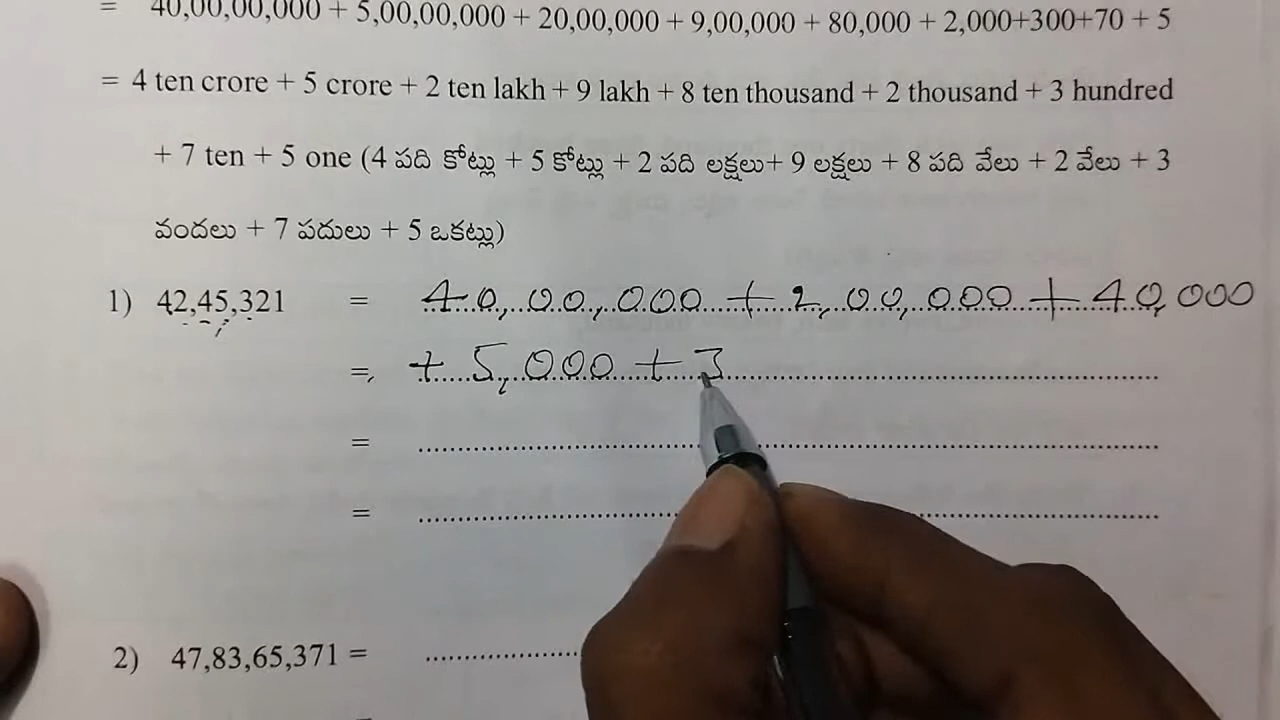 = 40,00,00,000 + 5,00,00,000 + 20,00,000 + 9,00,000 + 80,000 + 2,000+300+70 + 5
= 4 ten crore + 5 crore + 2 ten lakh + 9 lakh + 8 ten thousand + 2 thousand + 3 hundred
+ 7 ten + 5 one (4 పది కోట్లు + 5 కోట్లు + 2 పది లక్షలు+ 9 లక్షలు + 8 పది వేలు + 2 వేలు + 3
వందలు + 7 పదులు + 5 ఒకట్లు)
1) 42,45,321 = 40,00,000 + 2,00,000 + 40,000
= + 5,000 + 3
=
=
2) 47,83,65,371 =